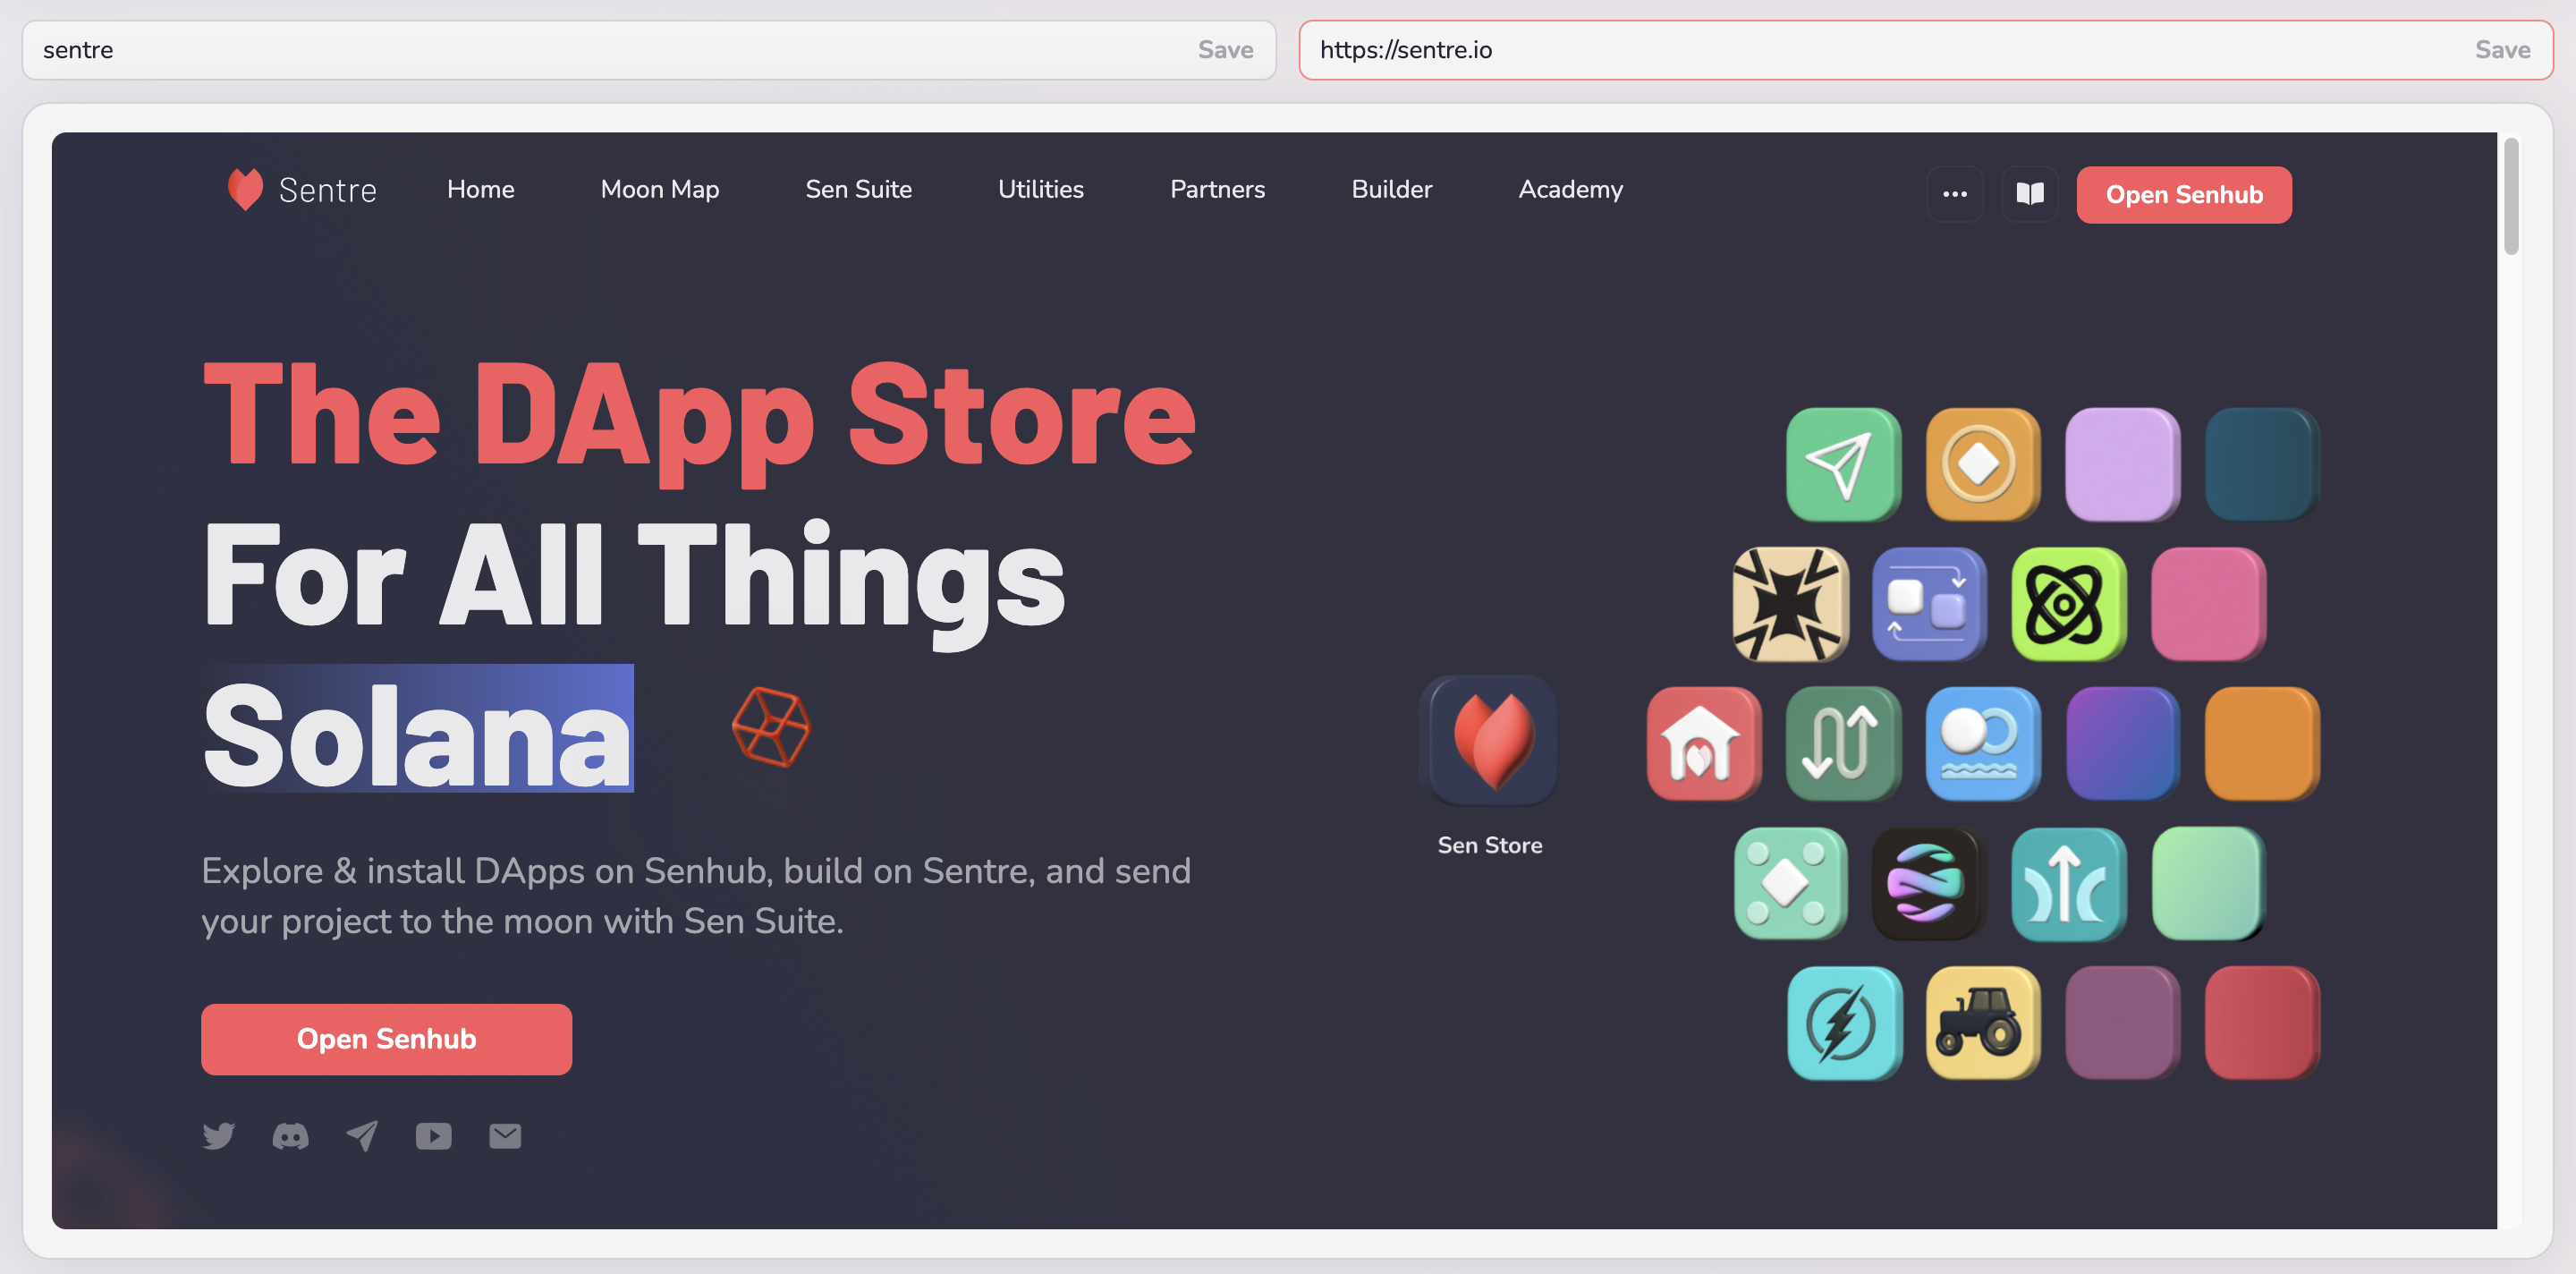 sentre
Save
https://sentre.io
Save
Sentre
Home
Moon Map
Sen Suite
Utilities
Partners
Builder
Academy
Open Senhub
The DApp Store
For All Things
Solana
Explore & install DApps on Senhub, build on Sentre, and send
your project to the moon with Sen Suite.
Open Senhub
Sen Store